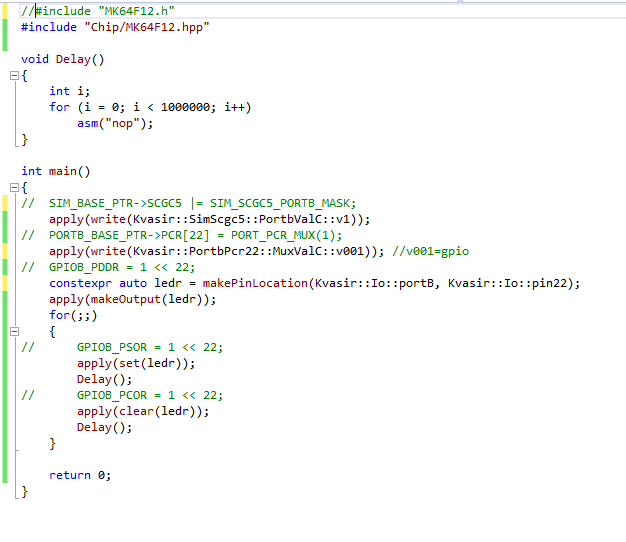 //#include "MK64F12.h"
#include "Chip/MK64F12.hpp"

void Delay()
{
    int i;
    for (i = 0; i < 1000000; i++)
        asm("nop");
}

int main()
{
//  SIM_BASE_PTR->SCGC5 |= SIM_SCGC5_PORTB_MASK;
    apply(write(Kvasir::SimScgc5::PortbValC::v1));
//  PORTB_BASE_PTR->PCR[22] = PORT_PCR_MUX(1);
    apply(write(Kvasir::PortbPcr22::MuxValC::v001)); //v001=gpio
//  GPIOB_PDDR = 1 << 22;
    constexpr auto ledr = makePinLocation(Kvasir::Io::portB, Kvasir::Io::pin22);
    apply(makeOutput(ledr));
    for(;;)
    {
//      GPIOB_PSOR = 1 << 22;
        apply(set(ledr));
        Delay();
//      GPIOB_PCOR = 1 << 22;
        apply(clear(ledr));
        Delay();
    }

    return 0;
}